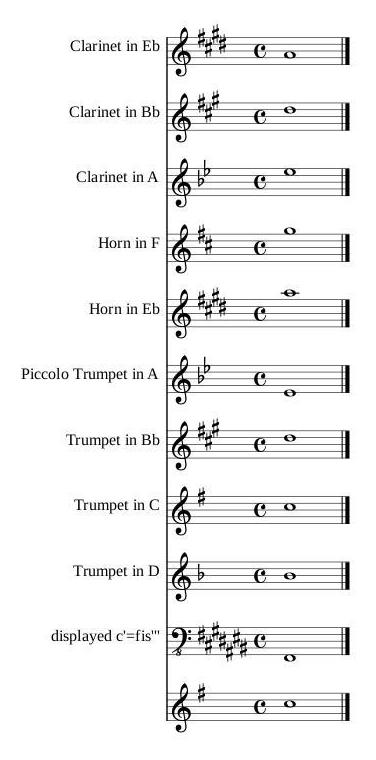 Clarinet in Eb
Clarinet in Bb
Clarinet in A
Horn in F
Horn in Eb
Piccolo Trumpet in A
Trumpet in Bb
Trumpet in C
Trumpet in D
displayed c'=fis'''
8